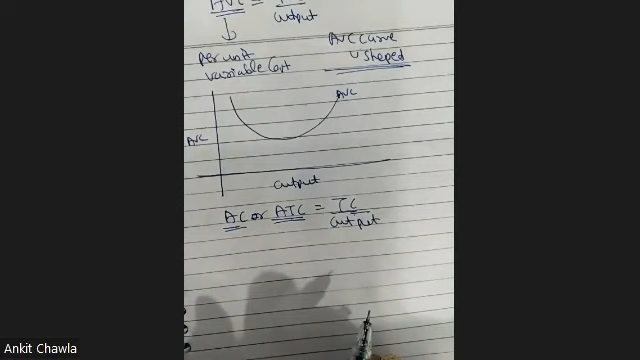 AVC =
output
per unit
variable Cost
AVC curve
U shaped
AVC
AVC
output
AC or ATC = TC
output
Ankit Chawla